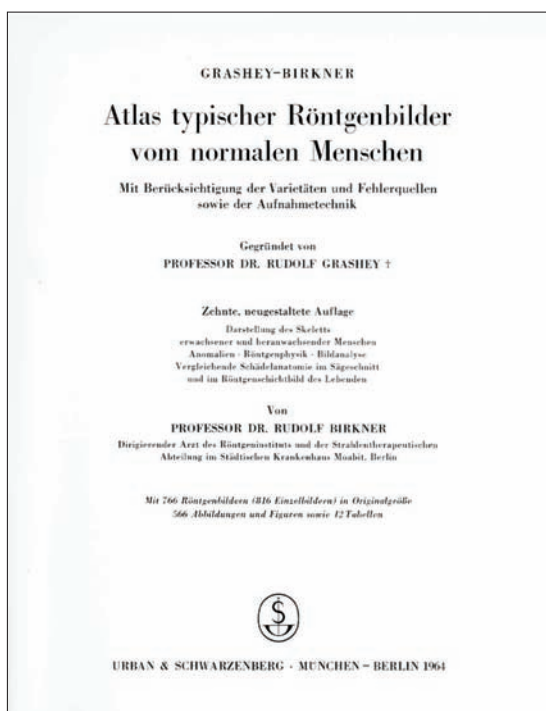 GRASHEY-BIRKNER
Atlas typischer Röntgenbilder
vom normalen Menschen
Mit Berücksichtigung der Varietäten und Fehlerquellen
sowie der Aufnahmetechnik
Gegründet von
PROFESSOR DR. RUDOLF GRASHEY †
Zehnte, neugestaltete Auflage
Darstellung des Skeletts
erwachsener und heranwachsender Menschen
Anomalien · Röntgenphysik · Bildanalyse
Vergleichende Schädelanatomie im Sägeschnitt
und im Röntgenschichtbild des Lebenden
Von
PROFESSOR DR. RUDOLF BIRKNER
Dirigierender Arzt des Röntgeninstituts und der Strahlentherapeutischen
Abteilung im Städtischen Krankenhaus Moabit, Berlin
Mit 766 Röntgenbildern (816 Einzelbildern) in Originalgröße
566 Abbildungen und Figuren sowie 12 Tabellen
URBAN & SCHWARZENBERG · MÜNCHEN – BERLIN 1964